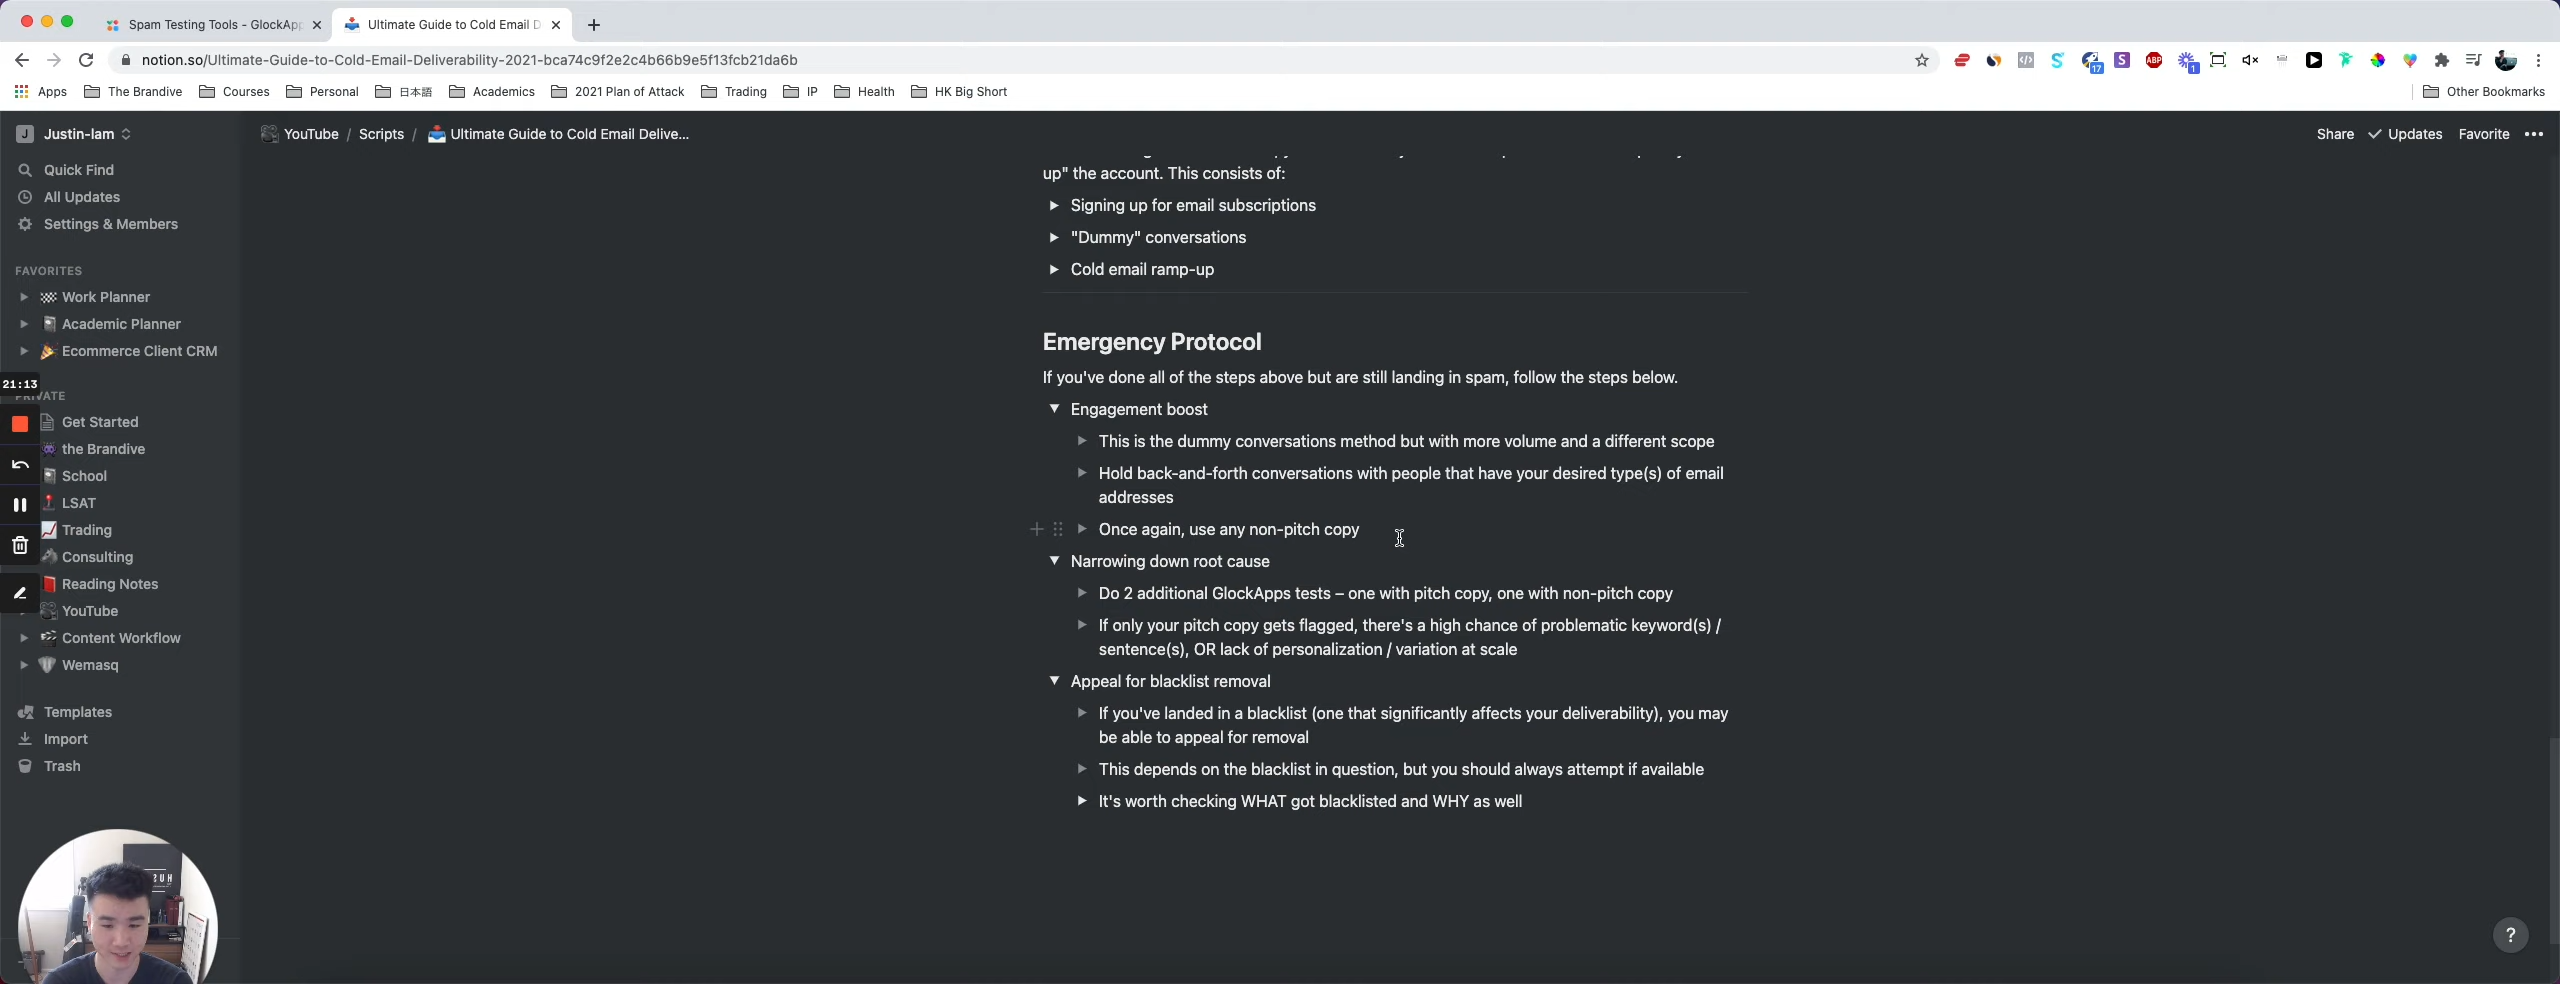 Spam Testing Tools - GlockApp
Ultimate Guide to Cold Email D
notion.so/Ultimate-Guide-to-Cold-Email-Deliverability-2021-bca74c9f2e2c4b66b9e5f13fcb21da6b
17
S
ABP
1
Apps
The Brandive
Courses
Personal
日本語
Academics
2021 Plan of Attack
Trading
IP
Health
HK Big Short
Other Bookmarks
J Justin-lam
YouTube / Scripts / Ultimate Guide to Cold Email Delive...
Share
Updates
Favorite
Quick Find
All Updates
Settings & Members
FAVORITES
Work Planner
Academic Planner
Ecommerce Client CRM
21:13
PRIVATE
Get Started
the Brandive
School
LSAT
Trading
Consulting
Reading Notes
YouTube
Content Workflow
Wemasq
Templates
Import
Trash
up" the account. This consists of:
Signing up for email subscriptions
"Dummy" conversations
Cold email ramp-up
Emergency Protocol
If you've done all of the steps above but are still landing in spam, follow the steps below.
Engagement boost
This is the dummy conversations method but with more volume and a different scope
Hold back-and-forth conversations with people that have your desired type(s) of email
addresses
Once again, use any non-pitch copy
Narrowing down root cause
Do 2 additional GlockApps tests – one with pitch copy, one with non-pitch copy
If only your pitch copy gets flagged, there's a high chance of problematic keyword(s) /
sentence(s), OR lack of personalization / variation at scale
Appeal for blacklist removal
If you've landed in a blacklist (one that significantly affects your deliverability), you may
be able to appeal for removal
This depends on the blacklist in question, but you should always attempt if available
It's worth checking WHAT got blacklisted and WHY as well
?